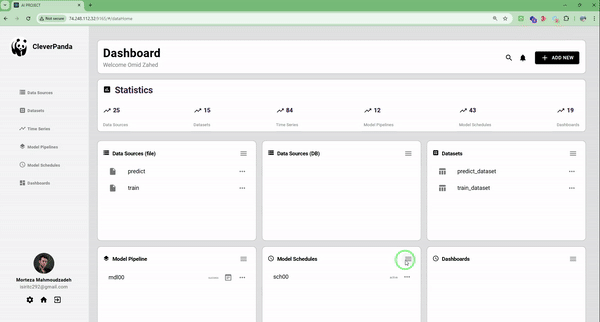 AI PROJECT
Not secure
74.248.112.32:9165/#/dataHome
CleverPanda
Dashboard
Welcome Omid Zahed
ADD NEW
Data Sources
Datasets
Time Series
Model Pipelines
Model Schedules
Dashboards
Statistics
25
15
84
12
43
19
Data Sources
Datasets
Time Series
Model Pipelines
Model Schedules
Dashboards
Data Sources (file)
predict
train
Data Sources (DB)
Datasets
predict_dataset
train_dataset
Model Pipeline
mdl00
Model Schedules
sch00
Dashboards
Morteza Mahmoudzadeh